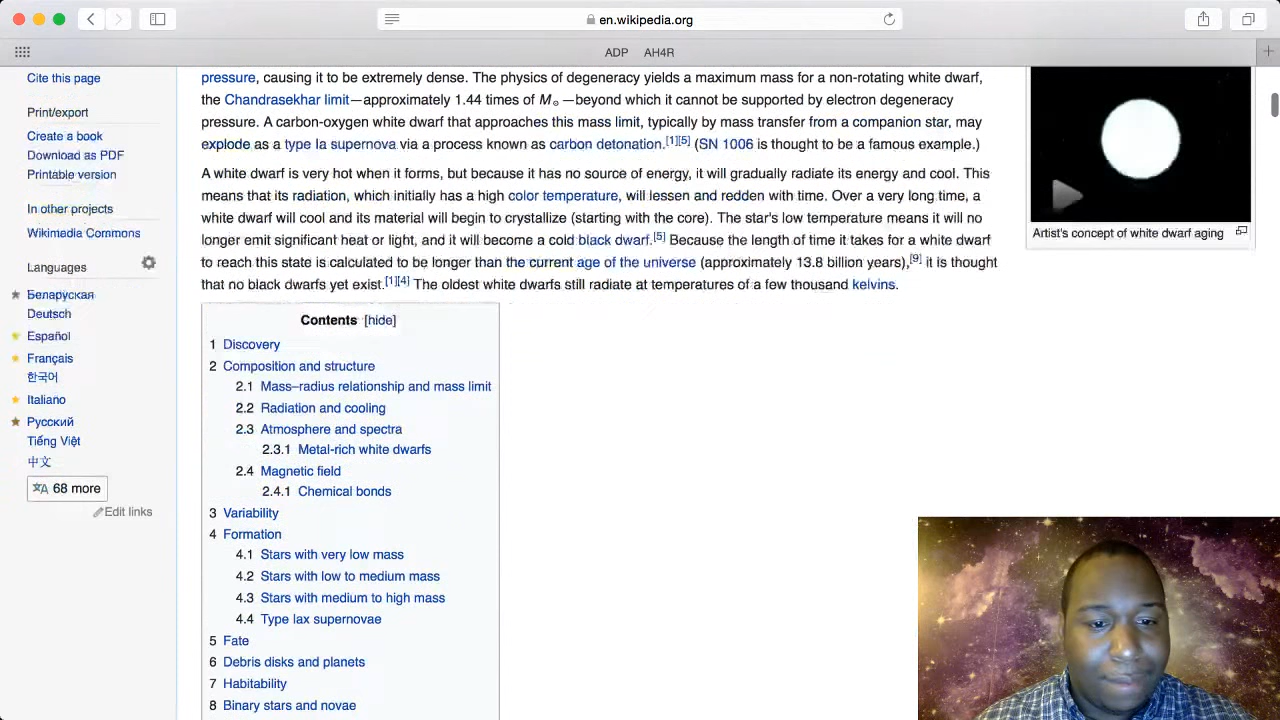 en.wikipedia.org
ADP AH4R
Cite this page
Print/export
Create a book
Download as PDF
Printable version
In other projects
Wikimedia Commons
Languages
Беларуская
Deutsch
Español
Français
한국어
Italiano
Русский
Tiếng Việt
中文
68 more
Edit links
pressure, causing it to be extremely dense. The physics of degeneracy yields a maximum mass for a non-rotating white dwarf,
the Chandrasekhar limit—approximately 1.44 times of M☉—beyond which it cannot be supported by electron degeneracy
pressure. A carbon-oxygen white dwarf that approaches this mass limit, typically by mass transfer from a companion star, may
explode as a type Ia supernova via a process known as carbon detonation.[1][5] (SN 1006 is thought to be a famous example.)
A white dwarf is very hot when it forms, but because it has no source of energy, it will gradually radiate its energy and cool. This
means that its radiation, which initially has a high color temperature, will lessen and redden with time. Over a very long time, a
white dwarf will cool and its material will begin to crystallize (starting with the core). The star's low temperature means it will no
longer emit significant heat or light, and it will become a cold black dwarf.[5] Because the length of time it takes for a white dwarf
to reach this state is calculated to be longer than the current age of the universe (approximately 13.8 billion years),[9] it is thought
that no black dwarfs yet exist.[1][4] The oldest white dwarfs still radiate at temperatures of a few thousand kelvins.
Artist's concept of white dwarf aging
Contents [hide]
1 Discovery
2 Composition and structure
2.1 Mass–radius relationship and mass limit
2.2 Radiation and cooling
2.3 Atmosphere and spectra
2.3.1 Metal-rich white dwarfs
2.4 Magnetic field
2.4.1 Chemical bonds
3 Variability
4 Formation
4.1 Stars with very low mass
4.2 Stars with low to medium mass
4.3 Stars with medium to high mass
4.4 Type Iax supernovae
5 Fate
6 Debris disks and planets
7 Habitability
8 Binary stars and novae